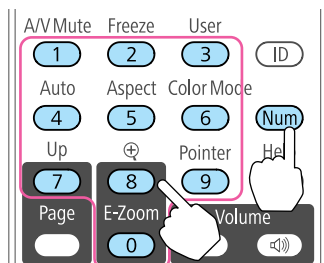 A/V Mute Freeze User
1 2 3 ID
Auto Aspect Color Mode
4 5 6 Num
Up Pointer He
7 8 9
Page E-Zoom Volume
0